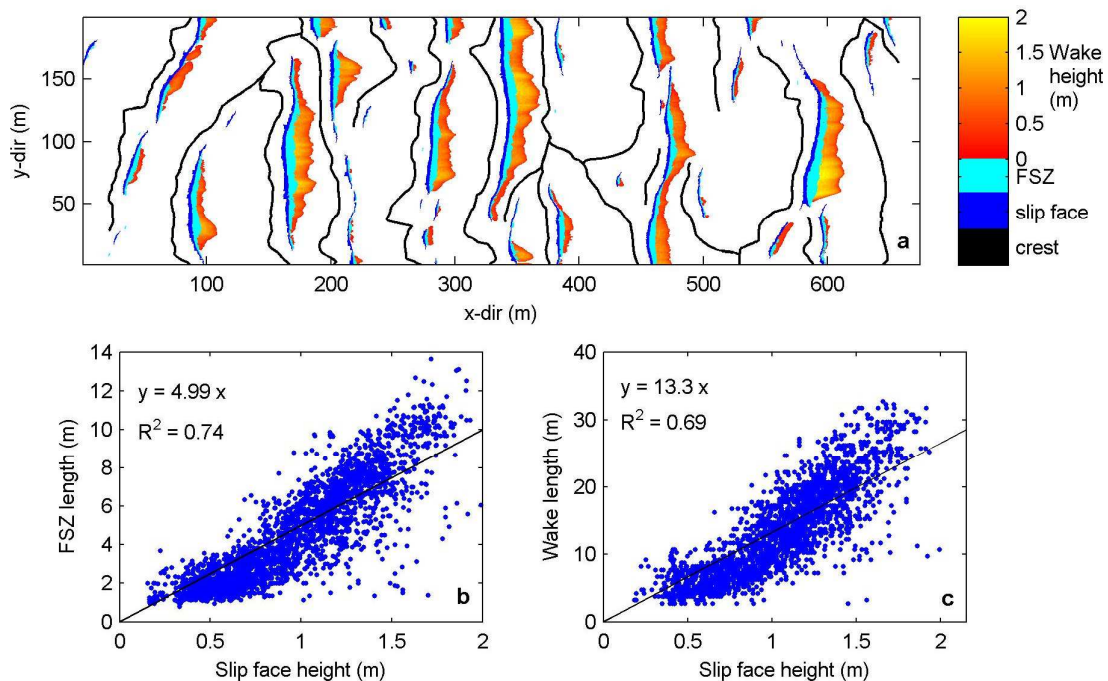 2
1.5
1
0.5
0
Wake
height
(m)
FSZ
slip face
crest
150
100
50
y-dir (m)
a
100 200 300 400 500 600
x-dir (m)
14
12
10
8
6
4
2
0
FSZ length (m)
y = 4.99 x
R² = 0.74
b
0 0.5 1 1.5 2
Slip face height (m)
40
30
20
10
0
Wake length (m)
y = 13.3 x
R² = 0.69
c
0 0.5 1 1.5 2
Slip face height (m)